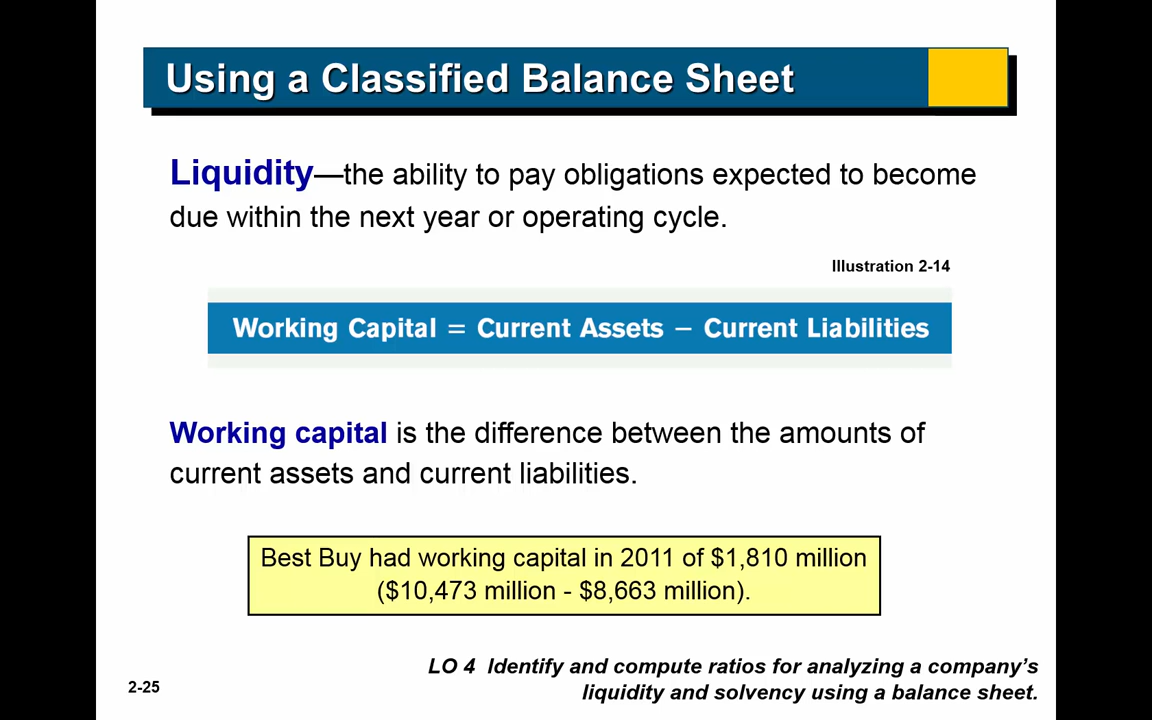 Using a Classified Balance Sheet
Liquidity—the ability to pay obligations expected to become
due within the next year or operating cycle.
Illustration 2-14
Working Capital = Current Assets − Current Liabilities
Working capital is the difference between the amounts of
current assets and current liabilities.
Best Buy had working capital in 2011 of $1,810 million
($10,473 million - $8,663 million).
LO 4 Identify and compute ratios for analyzing a company’s
liquidity and solvency using a balance sheet.
2-25